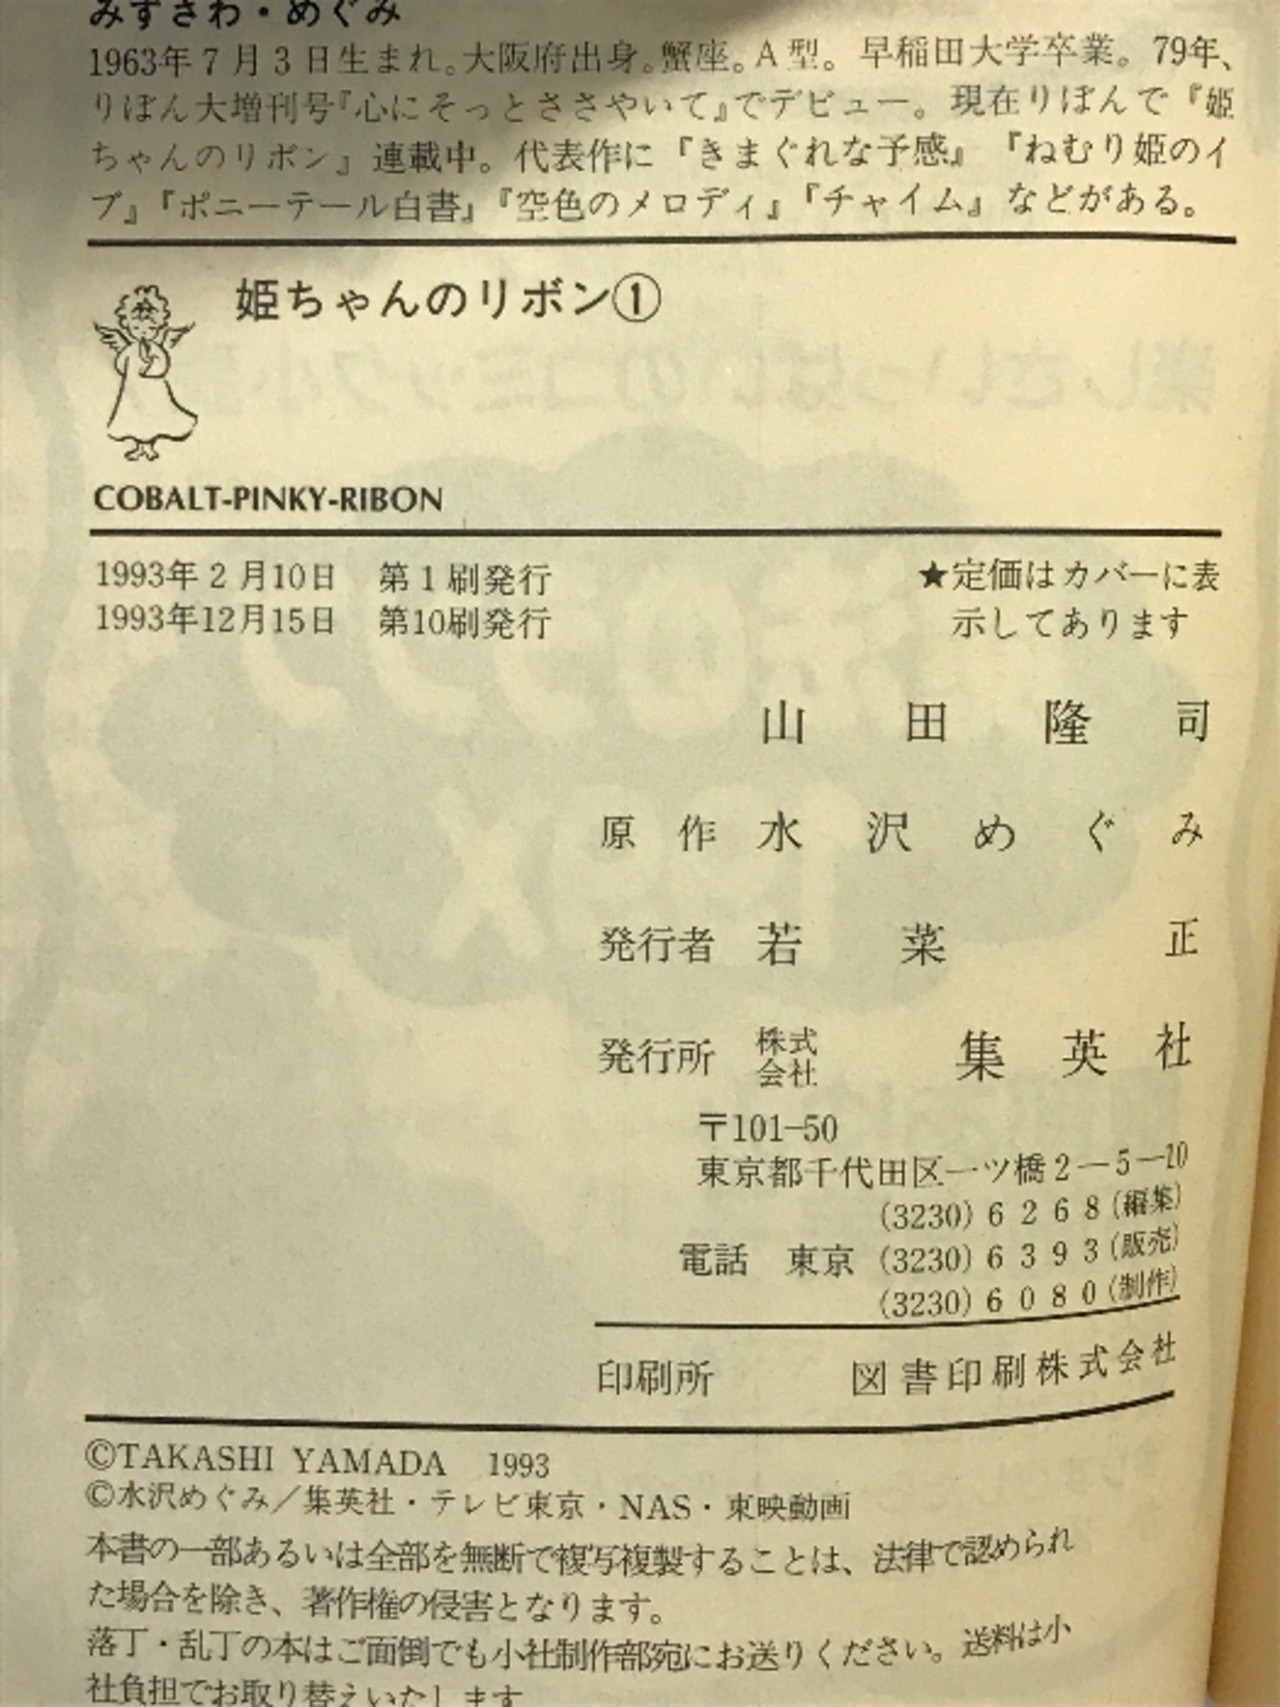 みずさわ・めぐみ
1963年7月3日生まれ。大阪府出身。蟹座。A型。早稲田大学卒業。79年、
りぼん大増刊号『心にそっとささやいて』でデビュー。現在りぼんで『姫
ちゃんのリボン』連載中。代表作に『きまぐれな予感』『ねむり姫のイ
ブ』『ポニーテール白書』『空色のメロディ』『チャイム』などがある。
姫ちゃんのリボン①
COBALT-PINKY-RIBON
1993年2月10日　第1刷発行
1993年12月15日　第10刷発行
★定価はカバーに表
示してあります
山田隆司
原作 水沢めぐみ
発行者 若菜正
発行所 株式会社 集英社
〒101-50
東京都千代田区一ツ橋2-5-10
(3230)6268(編集)
電話 東京(3230)6393(販売)
(3230)6080(制作)
印刷所 図書印刷株式会社
©TAKASHI YAMADA 1993
©水沢めぐみ／集英社・テレビ東京・NAS・東映動画
本書の一部あるいは全部を無断で複写複製することは、法律で認められ
た場合を除き、著作権の侵害となります。
落丁・乱丁の本はご面倒でも小社制作部宛にお送りください。送料は小
社負担でお取り替えいたします